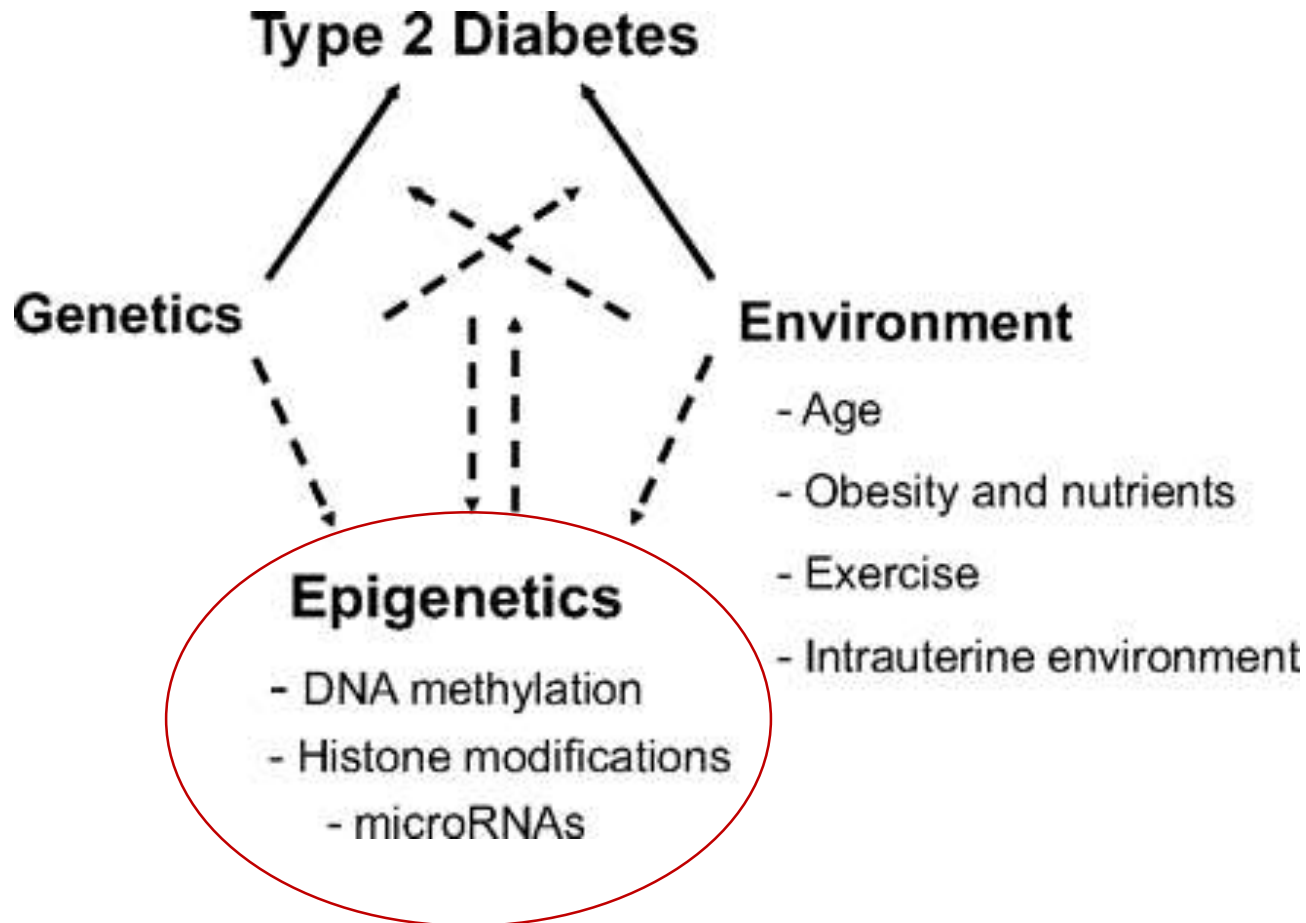 Type 2 Diabetes
Genetics
Environment
- Age
- Obesity and nutrients
- Exercise
- Intrauterine environment
Epigenetics
- DNA methylation
- Histone modifications
- microRNAs